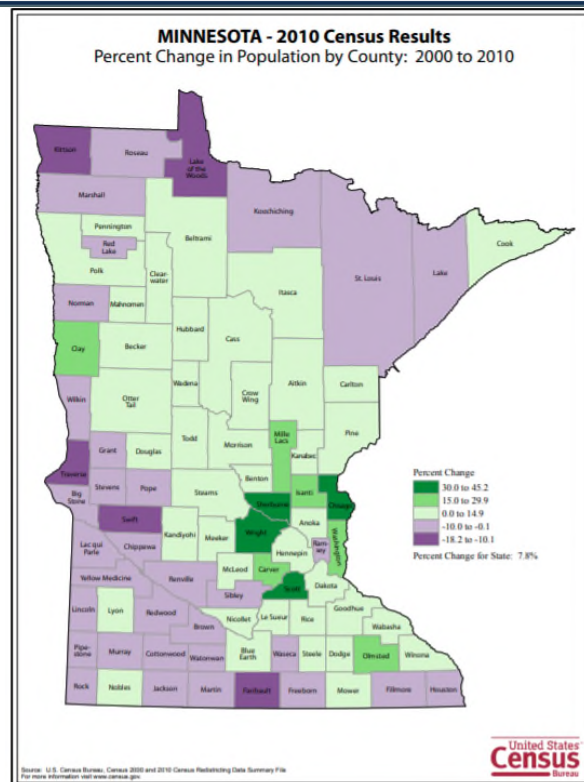 MINNESOTA - 2010 Census Results
Percent Change in Population by County: 2000 to 2010
Kittson
Roseau
Lake
of the
Woods
Marshall
Koochiching
Pennington
Red
Lake
Beltrami
Cook
Polk
Clear-
water
St. Louis
Lake
Itasca
Norman
Mahnomen
Hubbard
Cass
Clay
Becker
Aitkin
Carlton
Wadena
Crow
Wing
Otter
Tail
Wilkin
Pine
Todd
Morrison
Mille
Lacs
Kanabec
Grant
Douglas
Traverse
Big
Stone
Stevens
Pope
Stearns
Benton
Isanti
Chisago
Sherburne
Swift
Anoka
Washington
Kandiyohi
Meeker
Wright
Ram-
sey
Hennepin
Lac qui
Parle
Chippewa
McLeod
Carver
Yellow Medicine
Renville
Scott
Dakota
Sibley
Lincoln
Lyon
Redwood
Nicollet
Le Sueur
Rice
Goodhue
Wabasha
Brown
Pipe-
stone
Murray
Cottonwood
Watonwan
Blue
Earth
Waseca
Steele
Dodge
Olmsted
Winona
Rock
Nobles
Jackson
Martin
Faribault
Freeborn
Mower
Fillmore
Houston
Percent Change
30.0 to 45.2
15.0 to 29.9
0.0 to 14.9
-10.0 to -0.1
-18.2 to -10.1
Percent Change for State: 7.8%
Source: U.S. Census Bureau, Census 2000 and 2010 Census Redistricting Data Summary File
For more information visit www.census.gov.
United States
Census
Bureau